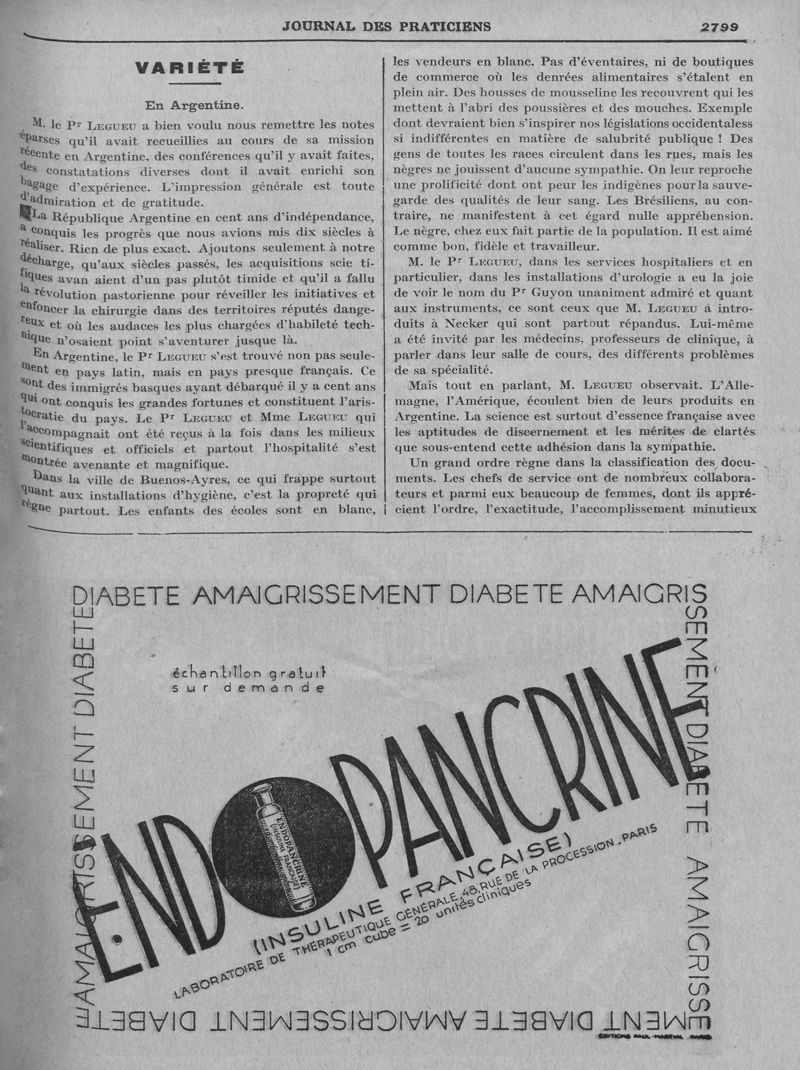 JOURNAL DES PRATICIENS 2799
VARIÉTÉ
En Argentine.
M. le Pr LEGUEU a bien voulu nous remettre les notes
éparses qu'il avait recueillies au cours de sa mission
récente en Argentine, des conférences qu'il y avait faites,
des constatations diverses dont il avait enrichi son
bagage d'expérience. L'impression générale est toute
d'admiration et de gratitude.
La République Argentine en cent ans d'indépendance,
a conquis les progrès que nous avions mis dix siècles à
réaliser. Rien de plus exact. Ajoutons seulement à notre
décharge, qu'aux siècles passés, les acquisitions scie ti-
fiques avan aient d'un pas plutôt timide et qu'il a fallu
la révolution pastorienne pour réveiller les initiatives et
enfoncer la chirurgie dans des territoires réputés dange-
reux et où les audaces les plus chargées d'habileté tech-
nique n'osaient point s'aventurer jusque là.
En Argentine, le Pr LEGUEU s'est trouvé non pas seule-
ment en pays latin, mais en pays presque français. Ce
sont des immigrés basques ayant débarqué il y a cent ans
qui ont conquis les grandes fortunes et constituent l'aris-
tocratie du pays. Le Pr LEGUEU et Mme LEGUEU qui
l'accompagnait ont été reçus à la fois dans les milieux
scientifiques et officiels et partout l'hospitalité s'est
montrée avenante et magnifique.
Dans la ville de Buenos-Ayres, ce qui frappe surtout
quant aux installations d'hygiène, c'est la propreté qui
règne partout. Les enfants des écoles sont en blanc,
les vendeurs en blanc. Pas d'éventaires, ni de boutiques
de commerce où les denrées alimentaires s'étalent en
plein air. Des housses de mousseline les recouvrent qui les
mettent à l'abri des poussières et des mouches. Exemple
dont devraient bien s'inspirer nos législations occidentaless
si indifférentes en matière de salubrité publique ! Des
gens de toutes les races circulent dans les rues, mais les
nègres ne jouissent d'aucune sympathie. On leur reproche
une prolificité dont ont peur les indigènes pour la sauve-
garde des qualités de leur sang. Les Brésiliens, au con-
traire, ne manifestent à cet égard nulle appréhension.
Le nègre, chez eux fait partie de la population. Il est aimé
comme bon, fidèle et travailleur.
M. le Pr LEGUEU, dans les services hospitaliers et en
particulier, dans les installations d'urologie a eu la joie
de voir le nom du Pr Guyon unaniment admiré et quant
aux instruments, ce sont ceux que M. LEGUEU a intro-
duits à Necker qui sont partout répandus. Lui-même
a été invité par les médecins, professeurs de clinique, à
parler dans leur salle de cours, des différents problèmes
de sa spécialité.
Mais tout en parlant, M. LEGUEU observait. L'Alle-
magne, l'Amérique, écoulent bien de leurs produits en
Argentine. La science est surtout d'essence française avec
les aptitudes de discernement et les mérites de clartés
que sous-entend cette adhésion dans la sympathie.
Un grand ordre règne dans la classification des docu-
ments. Les chefs de service ont de nombreux collabora-
teurs et parmi eux beaucoup de femmes, dont ils appré-
cient l'ordre, l'exactitude, l'accomplissement minutieux
DIABETE AMAIGRISSEMENT DIABETE AMAIGRIS
SEMENT DIABETE AMAIGRISSE
MENT DIABETE AMAIGRISSEMENT DIABETE
AMAIGRISSEMENT DIABETE
échantillon gratuit
sur demande
ENDOPANCRINE
ENDOPANCRINE
(INSULINE FRANÇAISE)
(INSULINE FRANÇAISE)
LABORATOIRE DE THÉRAPEUTIQUE GÉNÉRALE, 48, RUE DE LA PROCESSION, PARIS
1 cm cube = 20 unités cliniques
EDITIONS PAUL-MARTIAL PARIS